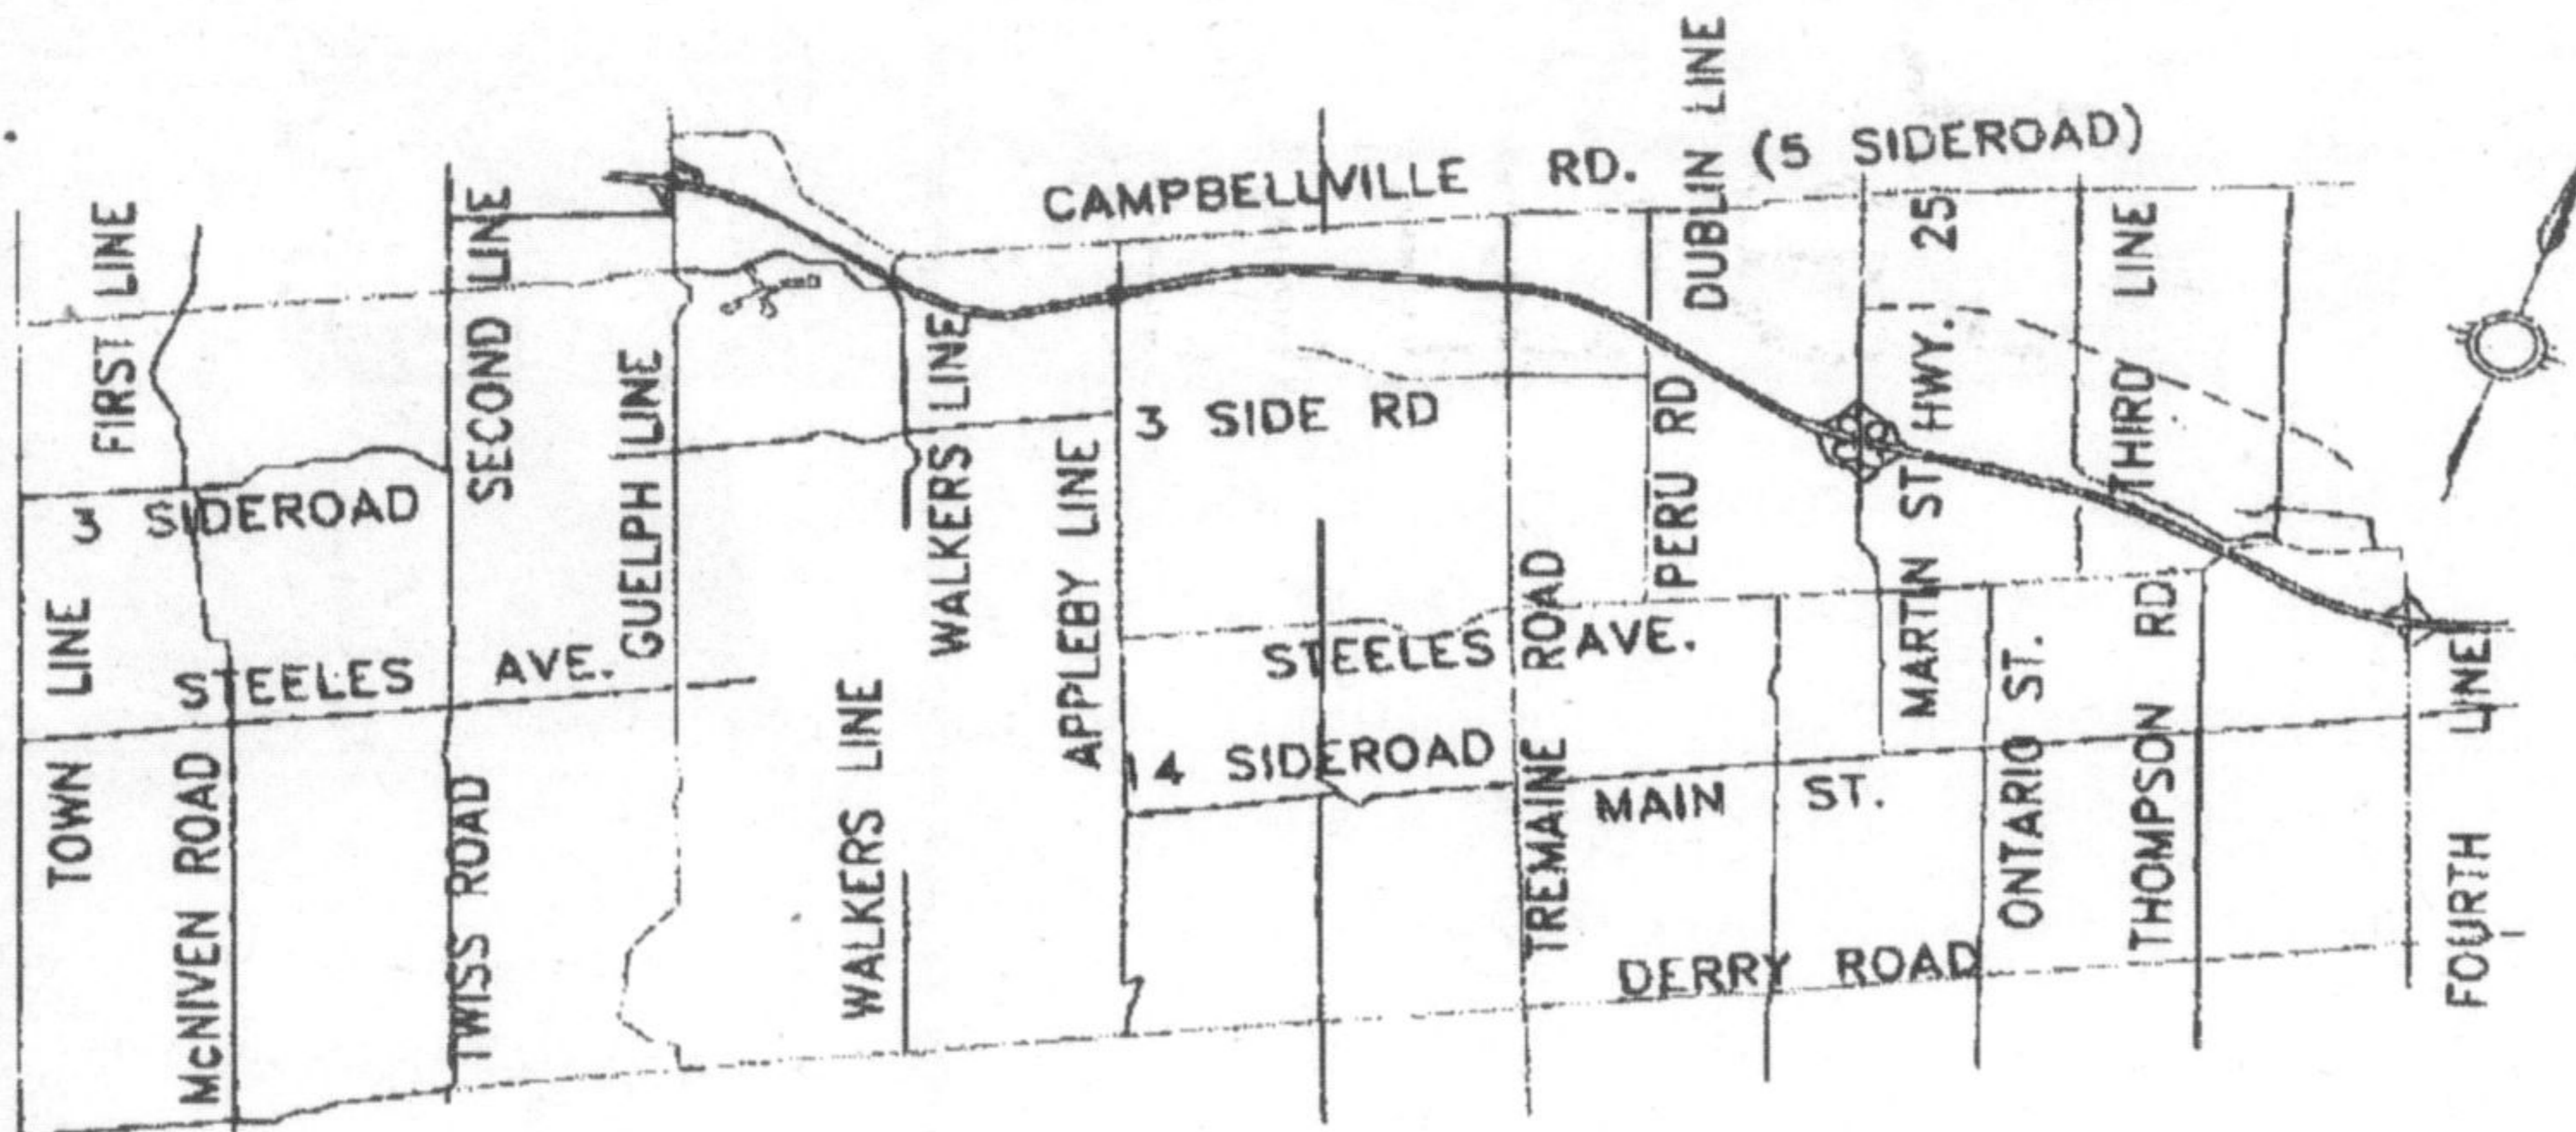 CAMPBELLVILLE RD. (5 SIDEROAD)
DUBLIN LINE
FIRST LINE
SECOND LINE
GUELPH LINE
WALKERS LINE
APPLEBY LINE
3 SIDE RD
PERU RD
HWY. 25
MARTIN ST
THIRD LINE
3 SIDEROAD
TOWN LINE
STEELES AVE.
STEELES AVE.
TREMAINE ROAD
14 SIDEROAD
MAIN ST.
McNIVEN ROAD
TWISS ROAD
WALKERS LINE
ONTARIO ST.
THOMPSON RD
FOURTH LINE
DERRY ROAD